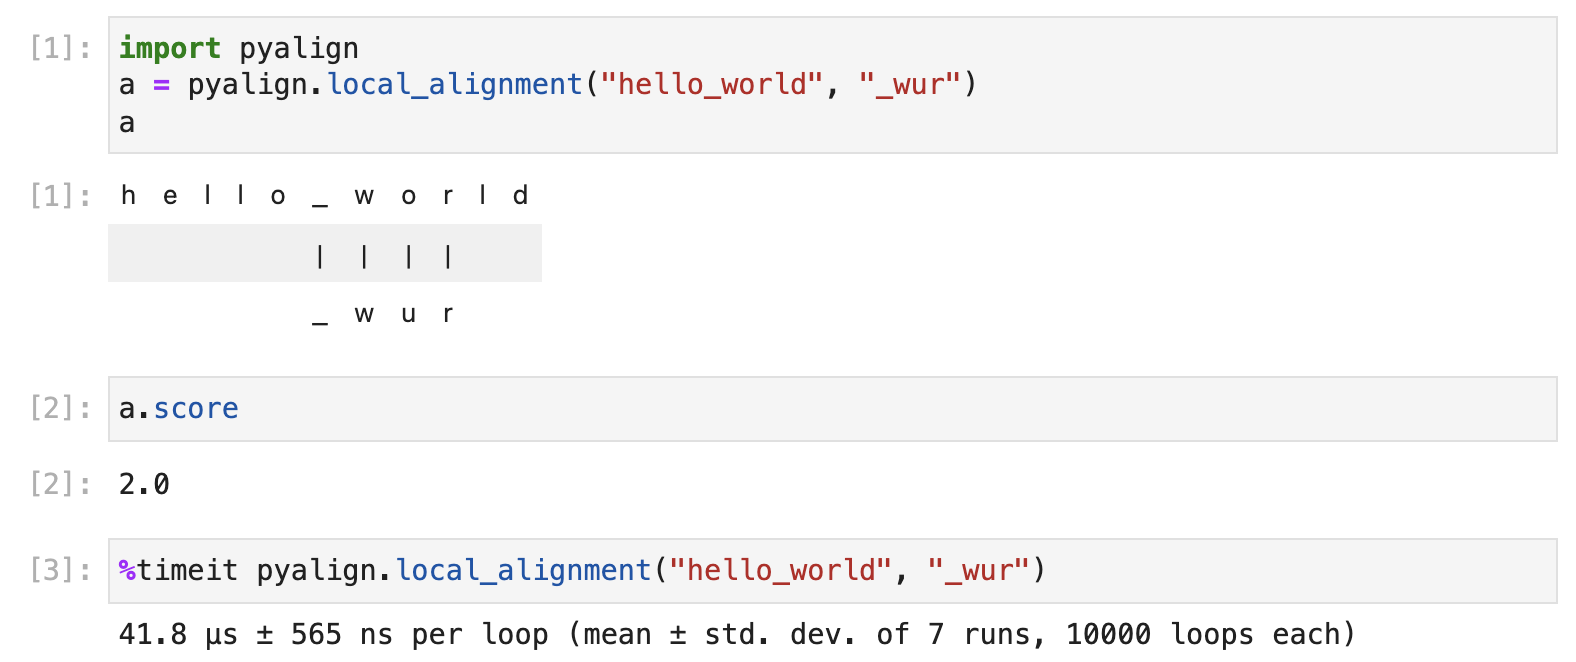 [1]: import pyalign
a = pyalign.local_alignment("hello_world", "_wur")
a
[1]: h e l l o _ w o r l d
| | | |
_ w u r
[2]: a.score
[2]: 2.0
[3]: %timeit pyalign.local_alignment("hello_world", "_wur")
41.8 µs ± 565 ns per loop (mean ± std. dev. of 7 runs, 10000 loops each)